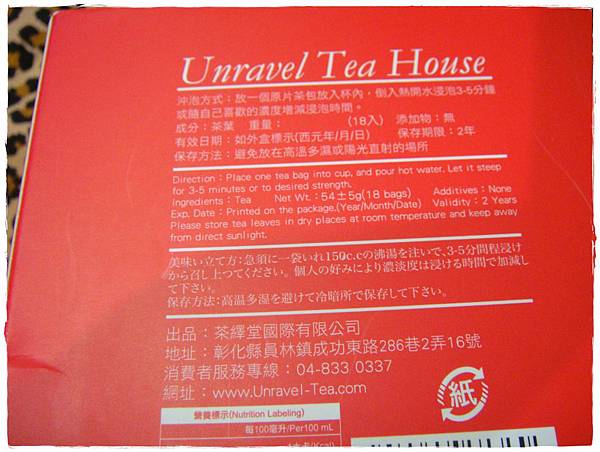 Unravel Tea House
沖泡方式：放一個原片茶包放入杯內，倒入熱開水浸泡3-5分鐘
或隨自己喜歡的濃度增減浸泡時間。
成分：茶葉 重量： (18入) 添加物：無
有效日期：如外盒標示(西元年/月/日) 保存期限：2年
保存方法：避免放在高溫多濕或陽光直射的場所
Direction : Place one tea bag into cup, and pour hot water. Let it steep
for 3-5 minutes or to desired strength.
Ingredients : Tea Net Wt. : 54±5g(18 bags) Additives : None
Exp. Date : Printed on the package.(Year/Month/Date) Validity : 2 Years
Please store tea leaves in dry places at room temperature and keep away
from direct sunlight.
美味い立て方:急須に一袋いれ150c.cの沸湯を注いで､3-5分間程浸け
から召し上つてください。個人の好みにより濃淡度は浸ける時間で加減し
て下さい。
保存方法:高温多湿を避けて冷暗所で保存して下さい。
出品：茶繹堂國際有限公司
地址：彰化縣員林鎮成功東路286巷2弄16號
消費者服務專線：04-833 0337
網址：www.Unravel-Tea.com
紙
營養標示(Nutrition Labeling)
每100毫升/Per100 mL